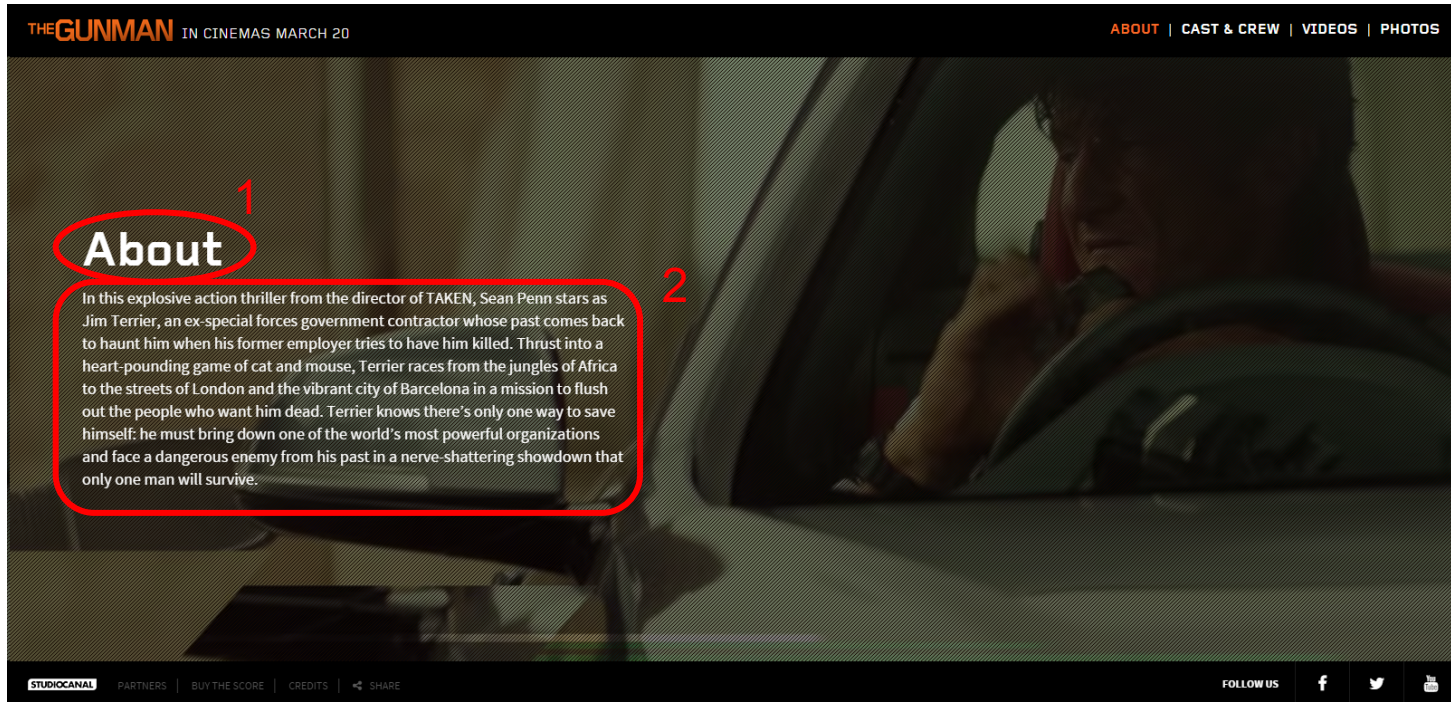 THEGUNMAN IN CINEMAS MARCH 20
ABOUT | CAST & CREW | VIDEOS | PHOTOS
1
About
2
In this explosive action thriller from the director of TAKEN, Sean Penn stars as
Jim Terrier, an ex-special forces government contractor whose past comes back
to haunt him when his former employer tries to have him killed. Thrust into a
heart-pounding game of cat and mouse, Terrier races from the jungles of Africa
to the streets of London and the vibrant city of Barcelona in a mission to flush
out the people who want him dead. Terrier knows there’s only one way to save
himself: he must bring down one of the world’s most powerful organizations
and face a dangerous enemy from his past in a nerve-shattering showdown that
only one man will survive.
STUDIOCANAL PARTNERS | BUY THE SCORE | CREDITS | SHARE
FOLLOW US f You Tube